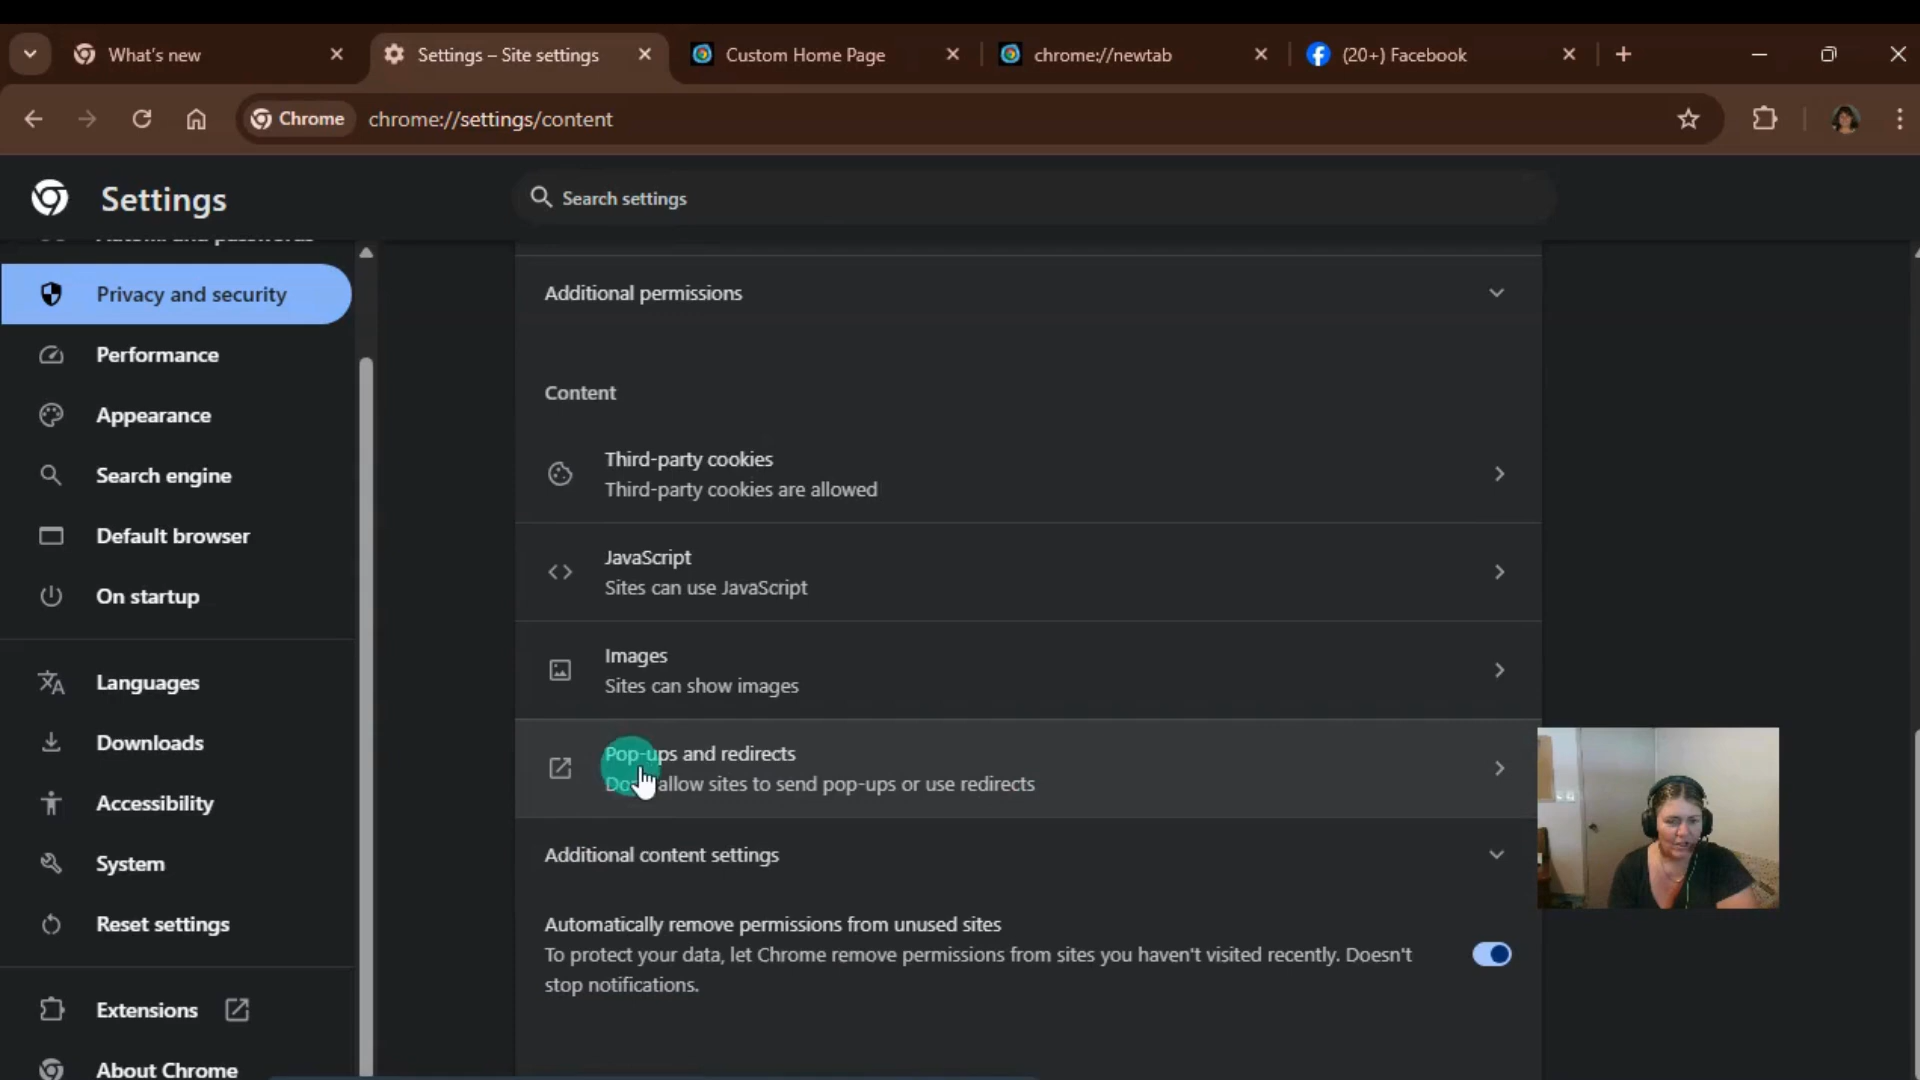 What's new
Settings – Site settings
Custom Home Page
chrome://newtab
(20+) Facebook
Chrome
chrome://settings/content
Settings
Search settings
Privacy and security
Performance
Appearance
Search engine
Default browser
On startup
Languages
Downloads
Accessibility
System
Reset settings
Extensions
About Chrome
Additional permissions
Content
Third-party cookies
Third-party cookies are allowed
JavaScript
Sites can use JavaScript
Images
Sites can show images
Pop-ups and redirects
allow sites to send pop-ups or use redirects
Additional content settings
Automatically remove permissions from unused sites
To protect your data, let Chrome remove permissions from sites you haven't visited recently. Doesn't
stop notifications.